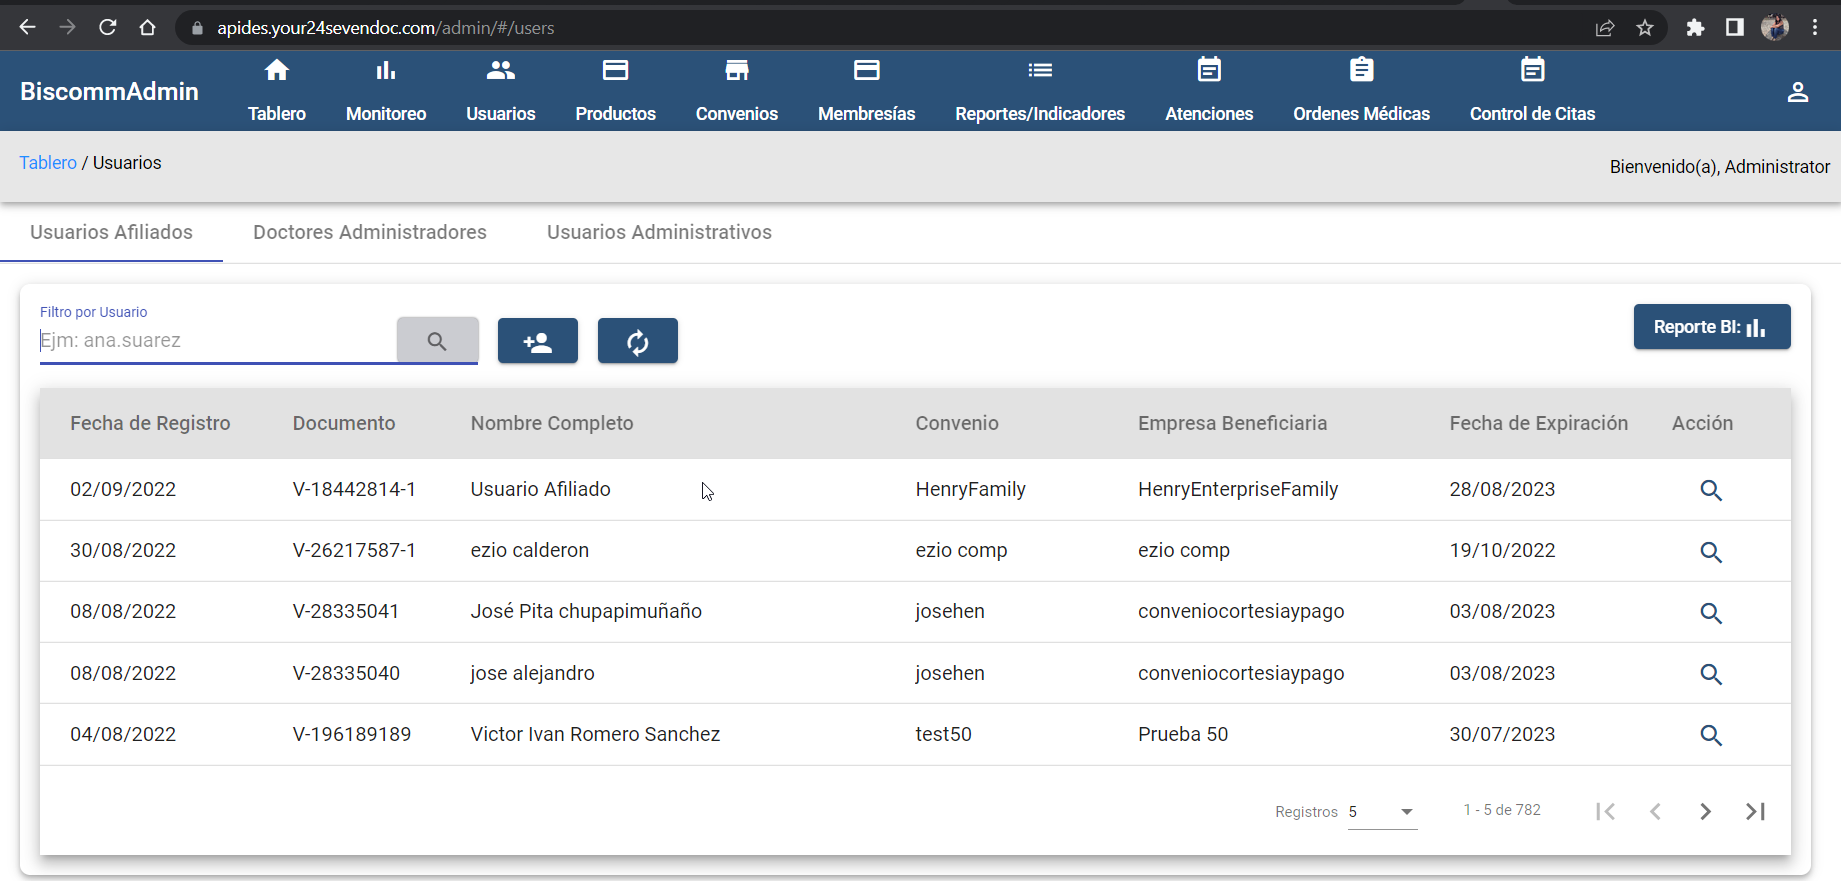 apides.your24sevendoc.com/admin/#/users
BiscommAdmin
Tablero
Monitoreo
Usuarios
Productos
Convenios
Membresías
Reportes/Indicadores
Atenciones
Ordenes Médicas
Control de Citas
Tablero / Usuarios
Bienvenido(a), Administrator
Usuarios Afiliados
Doctores Administradores
Usuarios Administrativos
Filtro por Usuario
Ejm: ana.suarez
Reporte BI:
Fecha de Registro Documento Nombre Completo Convenio Empresa Beneficiaria Fecha de Expiración Acción
02/09/2022 V-18442814-1 Usuario Afiliado HenryFamily HenryEnterpriseFamily 28/08/2023
30/08/2022 V-26217587-1 ezio calderon ezio comp ezio comp 19/10/2022
08/08/2022 V-28335041 José Pita chupapimuñaño josehen conveniocortesiaypago 03/08/2023
08/08/2022 V-28335040 jose alejandro josehen conveniocortesiaypago 03/08/2023
04/08/2022 V-196189189 Victor Ivan Romero Sanchez test50 Prueba 50 30/07/2023
Registros 5 1 - 5 de 782